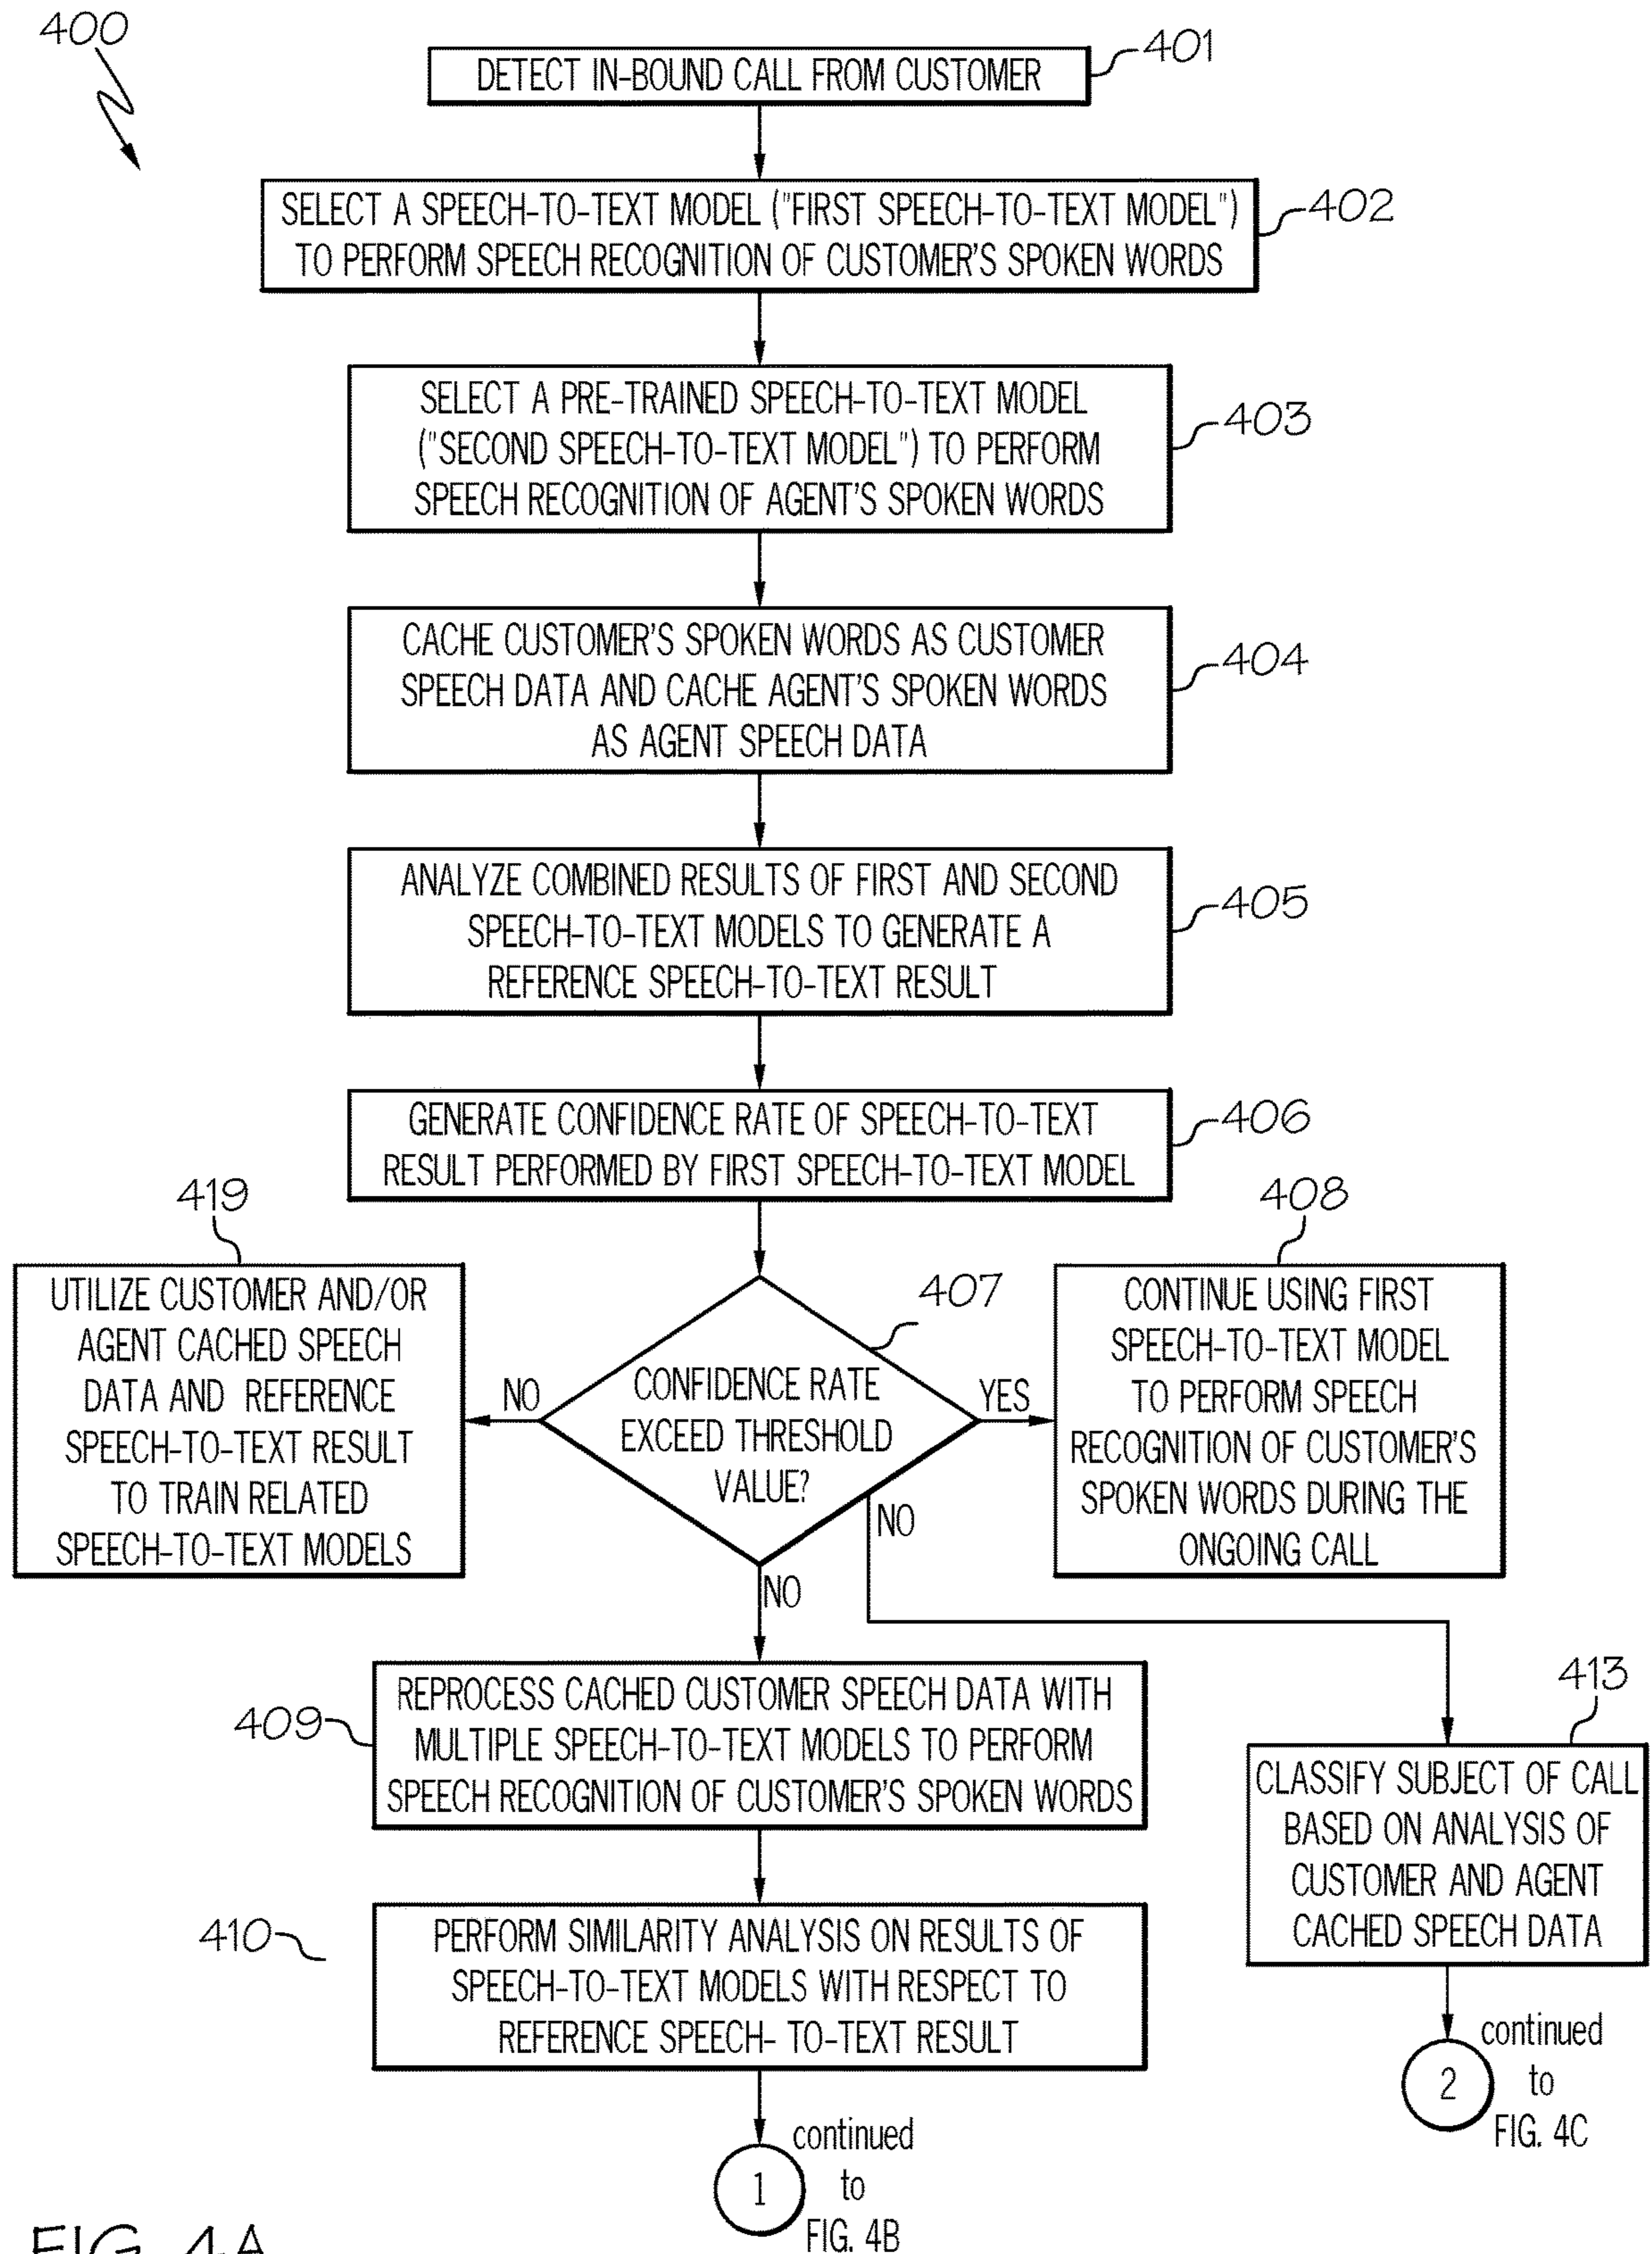 400
DETECT IN-BOUND CALL FROM CUSTOMER
401
SELECT A SPEECH-TO-TEXT MODEL ("FIRST SPEECH-TO-TEXT MODEL")
TO PERFORM SPEECH RECOGNITION OF CUSTOMER'S SPOKEN WORDS
402
SELECT A PRE-TRAINED SPEECH-TO-TEXT MODEL
("SECOND SPEECH-TO-TEXT MODEL") TO PERFORM
SPEECH RECOGNITION OF AGENT'S SPOKEN WORDS
403
CACHE CUSTOMER'S SPOKEN WORDS AS CUSTOMER
SPEECH DATA AND CACHE AGENT'S SPOKEN WORDS
AS AGENT SPEECH DATA
404
ANALYZE COMBINED RESULTS OF FIRST AND SECOND
SPEECH-TO-TEXT MODELS TO GENERATE A
REFERENCE SPEECH-TO-TEXT RESULT
405
GENERATE CONFIDENCE RATE OF SPEECH-TO-TEXT
RESULT PERFORMED BY FIRST SPEECH-TO-TEXT MODEL
406
419
UTILIZE CUSTOMER AND/OR
AGENT CACHED SPEECH
DATA AND REFERENCE
SPEECH-TO-TEXT RESULT
TO TRAIN RELATED
SPEECH-TO-TEXT MODELS
NO
407
CONFIDENCE RATE
EXCEED THRESHOLD
VALUE?
YES
408
CONTINUE USING FIRST
SPEECH-TO-TEXT MODEL
TO PERFORM SPEECH
RECOGNITION OF CUSTOMER'S
SPOKEN WORDS DURING THE
ONGOING CALL
NO
NO
409
REPROCESS CACHED CUSTOMER SPEECH DATA WITH
MULTIPLE SPEECH-TO-TEXT MODELS TO PERFORM
SPEECH RECOGNITION OF CUSTOMER'S SPOKEN WORDS
413
CLASSIFY SUBJECT OF CALL
BASED ON ANALYSIS OF
CUSTOMER AND AGENT
CACHED SPEECH DATA
410
PERFORM SIMILARITY ANALYSIS ON RESULTS OF
SPEECH-TO-TEXT MODELS WITH RESPECT TO
REFERENCE SPEECH- TO-TEXT RESULT
2
continued
to
FIG. 4C
1
continued
to
FIG. 4B
FIG. 4A